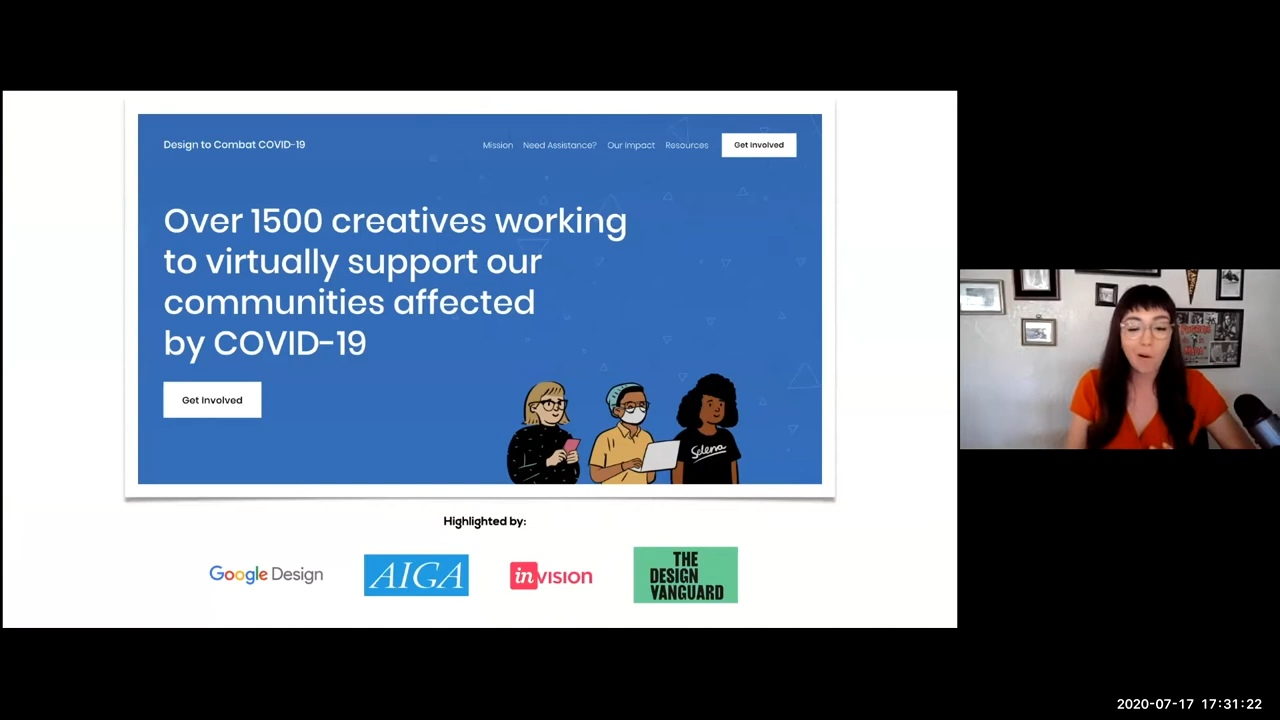 Design to Combat COVID-19
Mission Need Assistance? Our Impact Resources Get Involved
Over 1500 creatives working
to virtually support our
communities affected
by COVID-19
Get Involved
Selena
Highlighted by:
Google Design AIGA inVISION THE DESIGN VANGUARD
2020-07-17 17:31:22